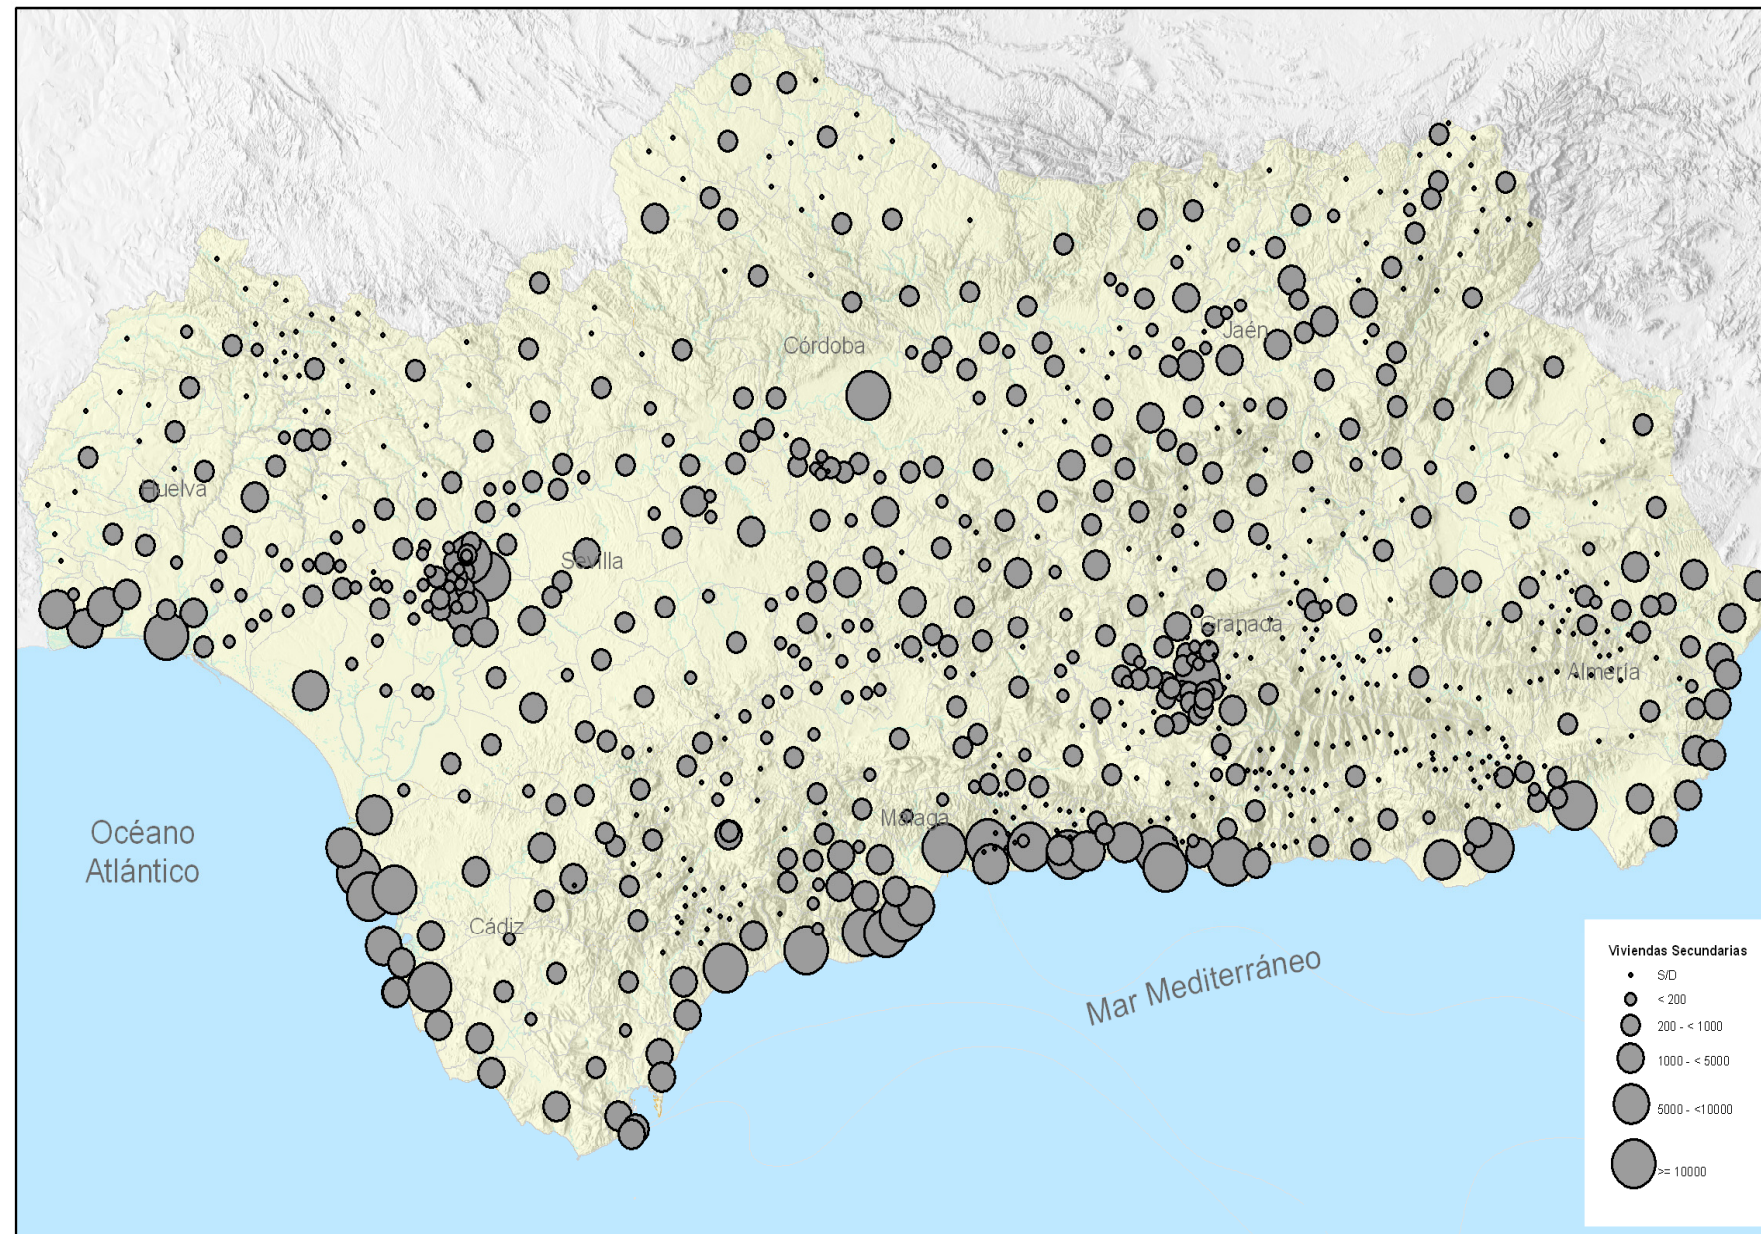 Córdoba
Jaén
Huelva
Sevilla
Granada
Almería
Málaga
Océano
Atlántico
Cádiz
Mar Mediterráneo
Viviendas Secundarias
S/D
< 200
200 - < 1000
1000 - < 5000
5000 - <10000
>= 10000